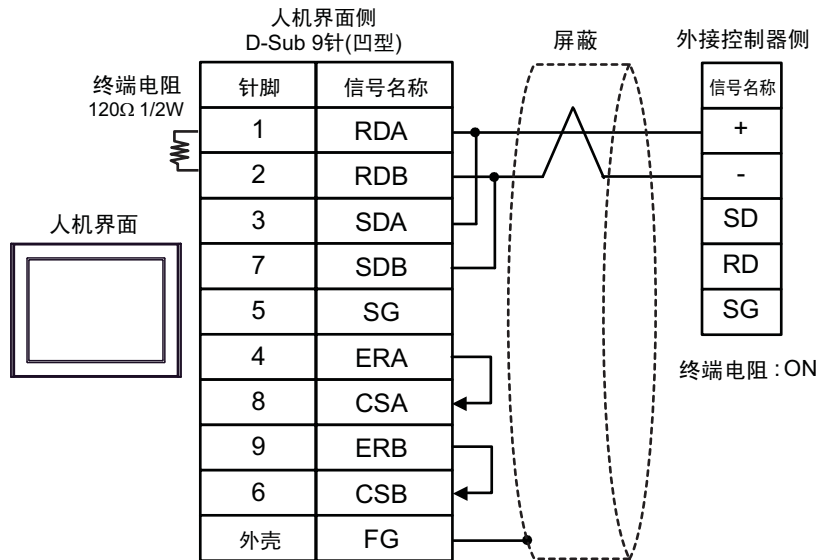 人机界面侧
D-Sub 9针(凹型)
屏蔽
外接控制器侧
终端电阻
120Ω 1/2W
针脚 信号名称
1 RDA
2 RDB
3 SDA
7 SDB
5 SG
4 ERA
8 CSA
9 ERB
6 CSB
外壳 FG
人机界面
信号名称
+
-
SD
RD
SG
终端电阻 : ON